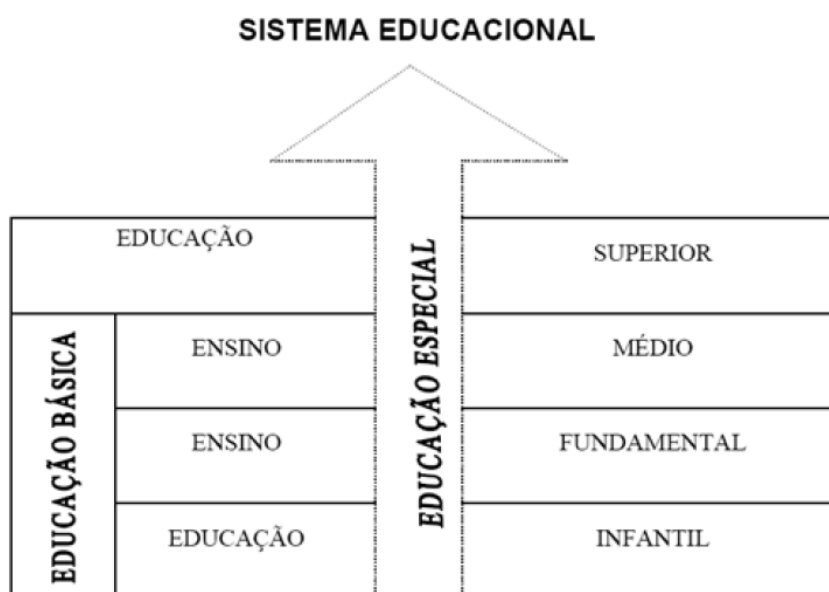 SISTEMA EDUCACIONAL
EDUCAÇÃO SUPERIOR
EDUCAÇÃO BÁSICA
ENSINO MÉDIO
ENSINO FUNDAMENTAL
EDUCAÇÃO INFANTIL
EDUCAÇÃO ESPECIAL